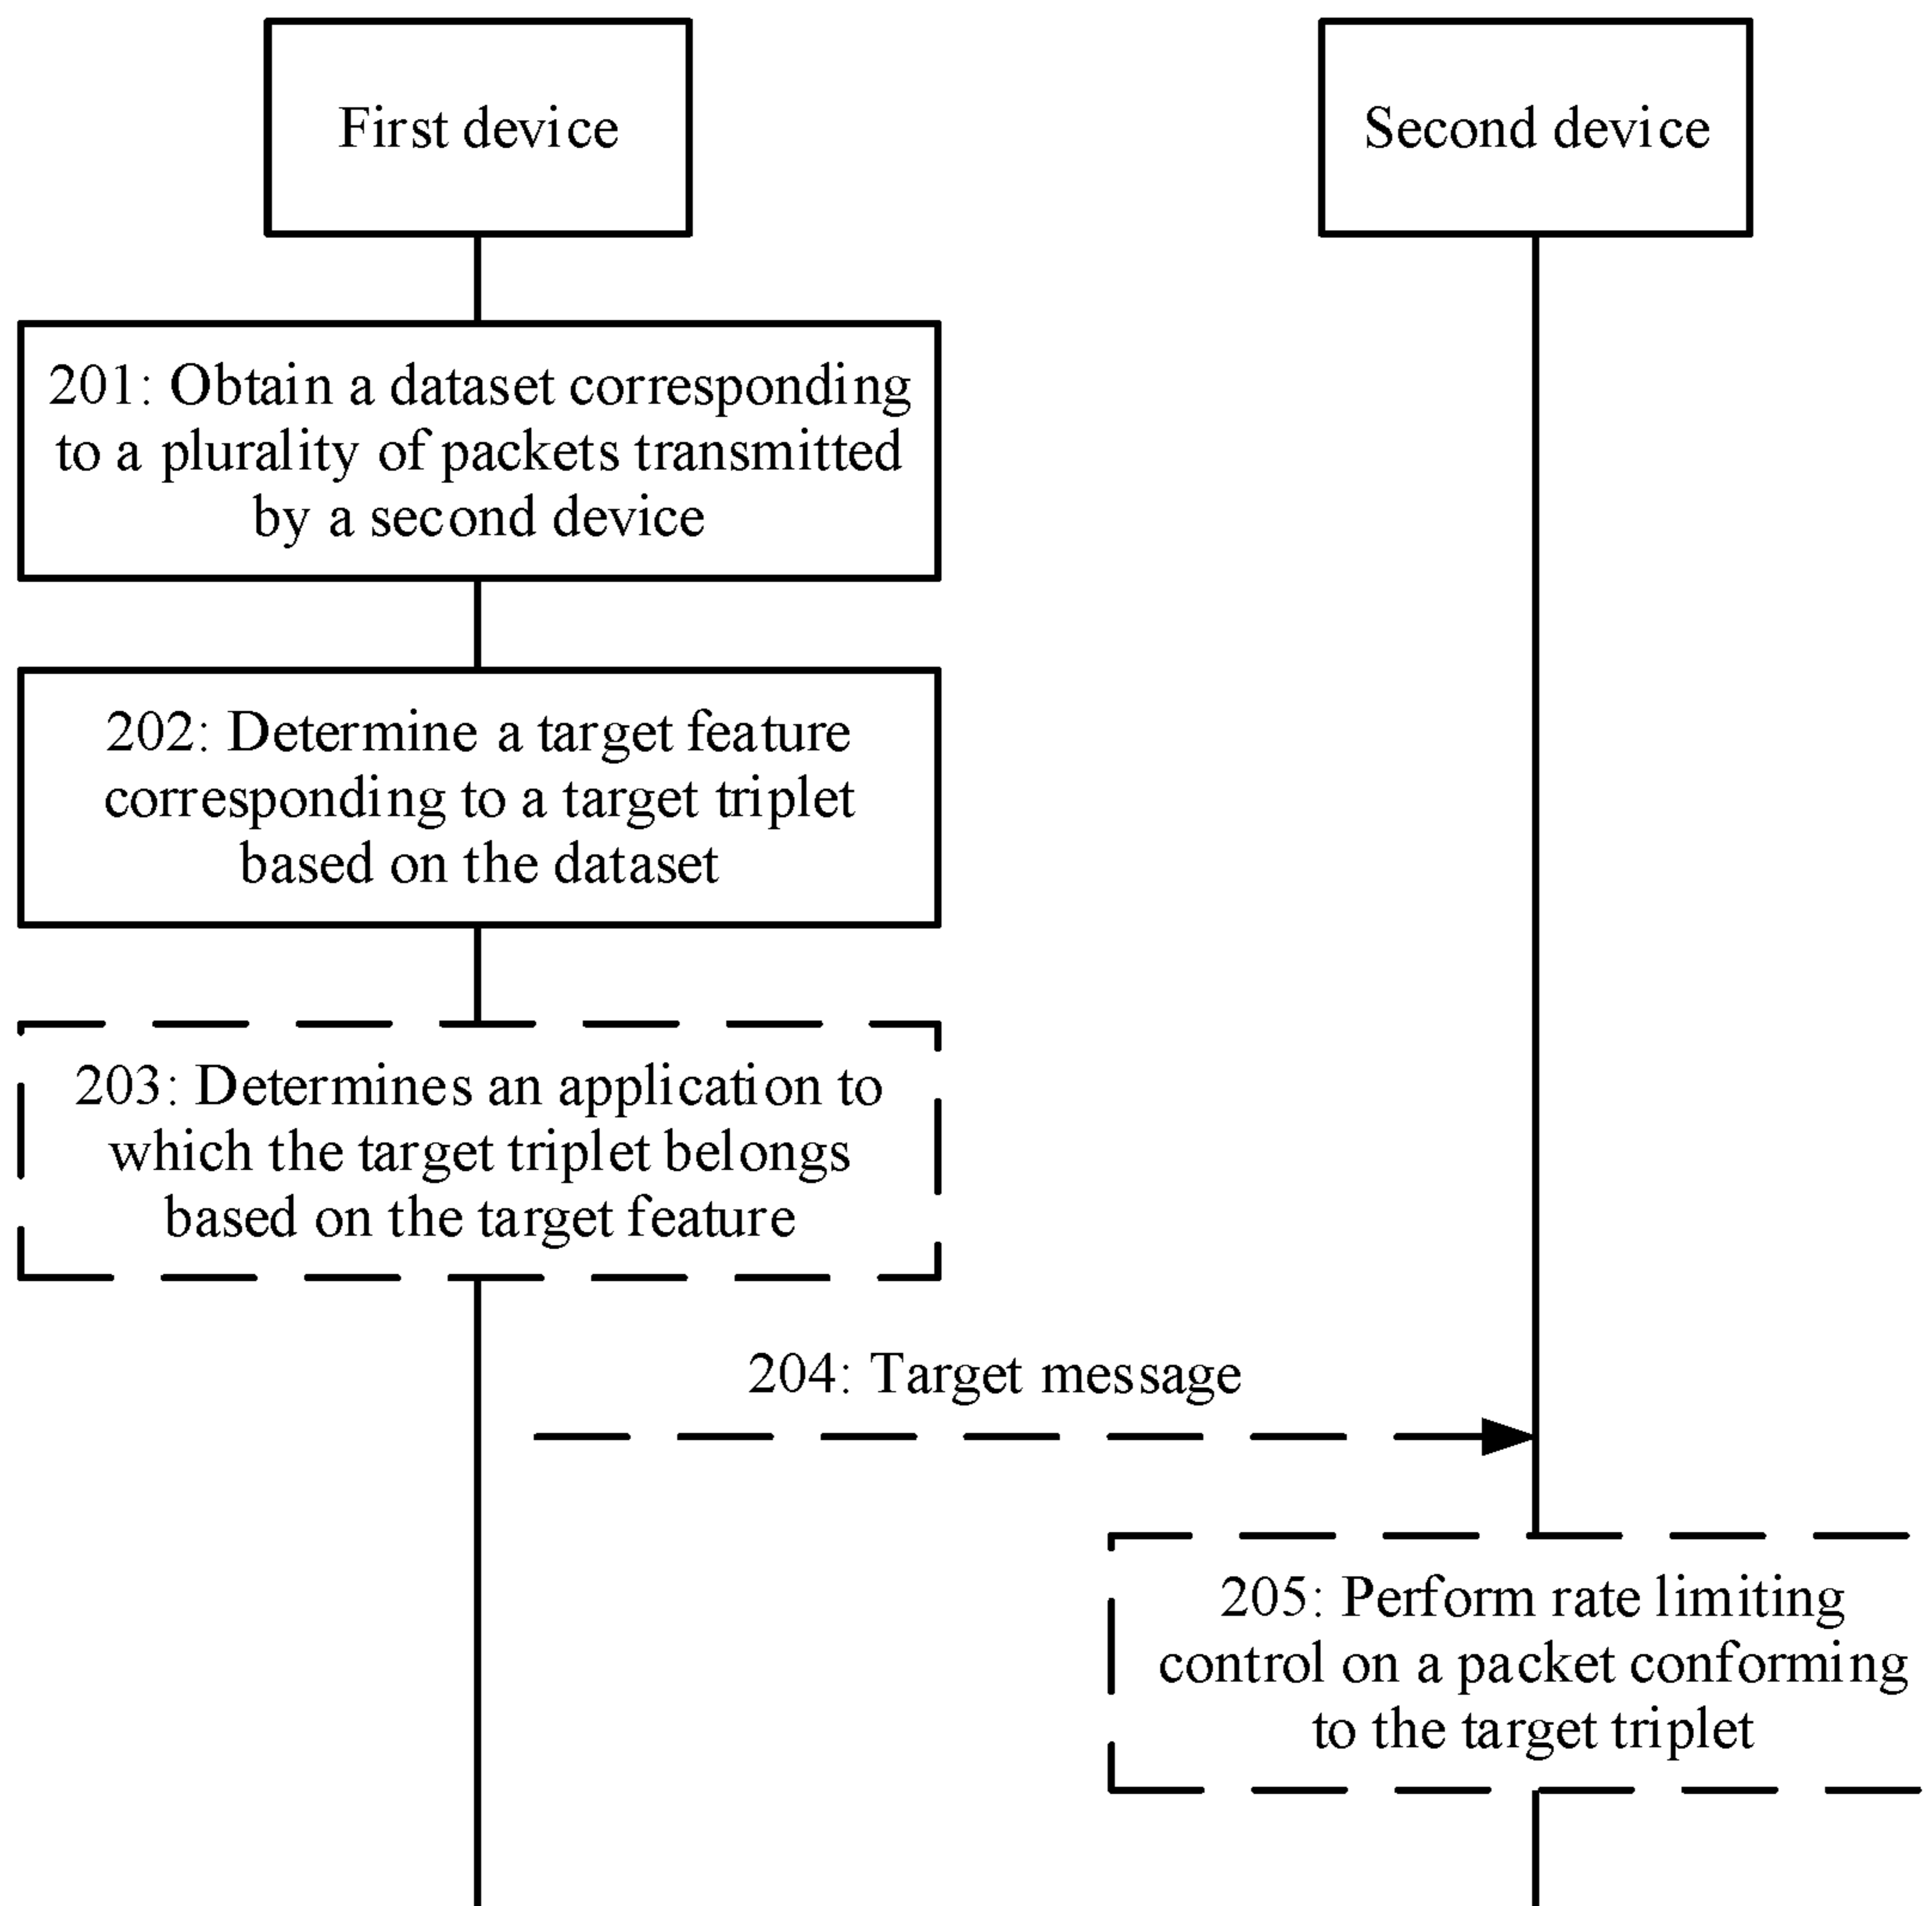 First device
Second device
201: Obtain a dataset corresponding
to a plurality of packets transmitted
by a second device
202: Determine a target feature
corresponding to a target triplet
based on the dataset
203: Determines an application to
which the target triplet belongs
based on the target feature
204: Target message
205: Perform rate limiting
control on a packet conforming
to the target triplet